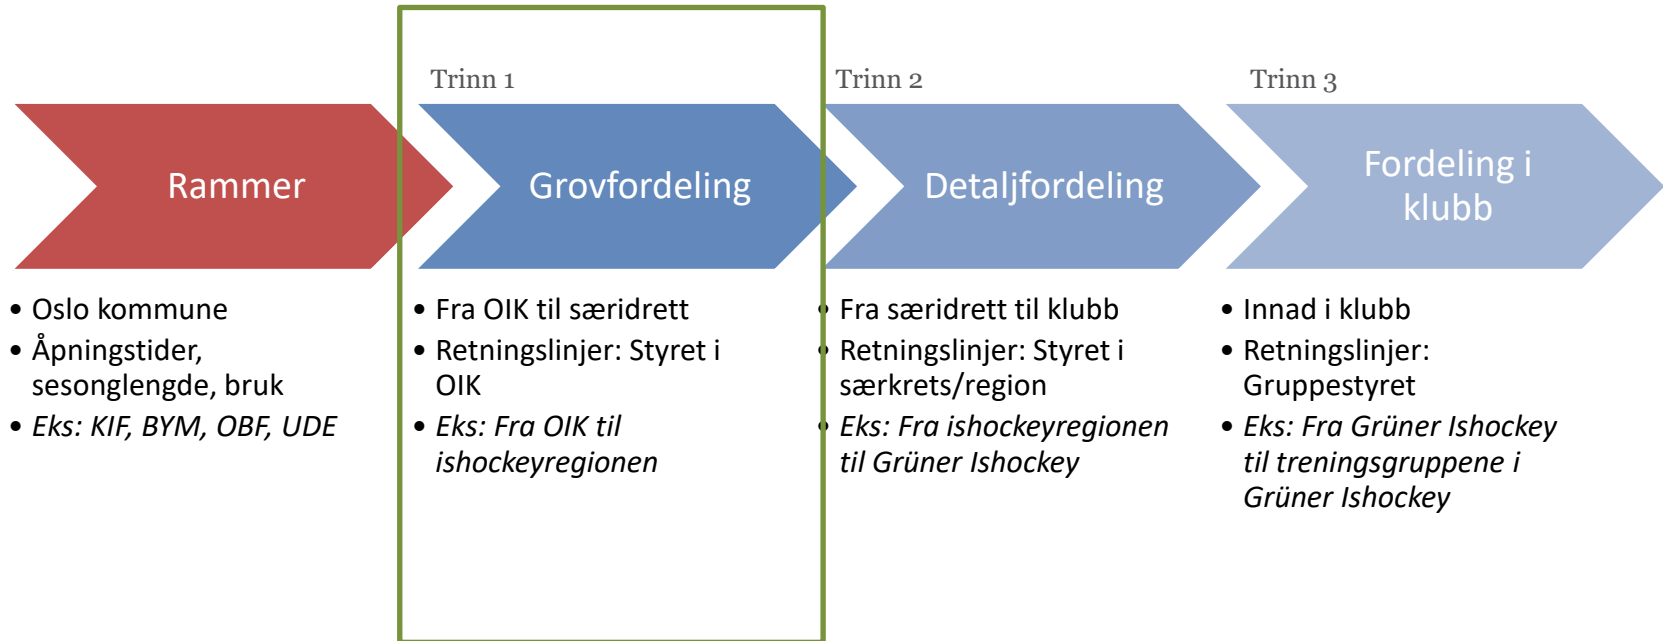 Trinn 1
Trinn 2
Trinn 3
Rammer
Grovfordeling
Detaljfordeling
Fordeling i
klubb
• Oslo kommune
• Åpningstider,
sesonglengde, bruk
• Eks: KIF, BYM, OBF, UDE
• Fra OIK til særidrett
• Retningslinjer: Styret i
OIK
• Eks: Fra OIK til
ishockeyregionen
• Fra særidrett til klubb
• Retningslinjer: Styret i
særkrets/region
• Eks: Fra ishockeyregionen
til Grüner Ishockey
• Innad i klubb
• Retningslinjer:
Gruppestyret
• Eks: Fra Grüner Ishockey
til treningsgruppene i
Grüner Ishockey